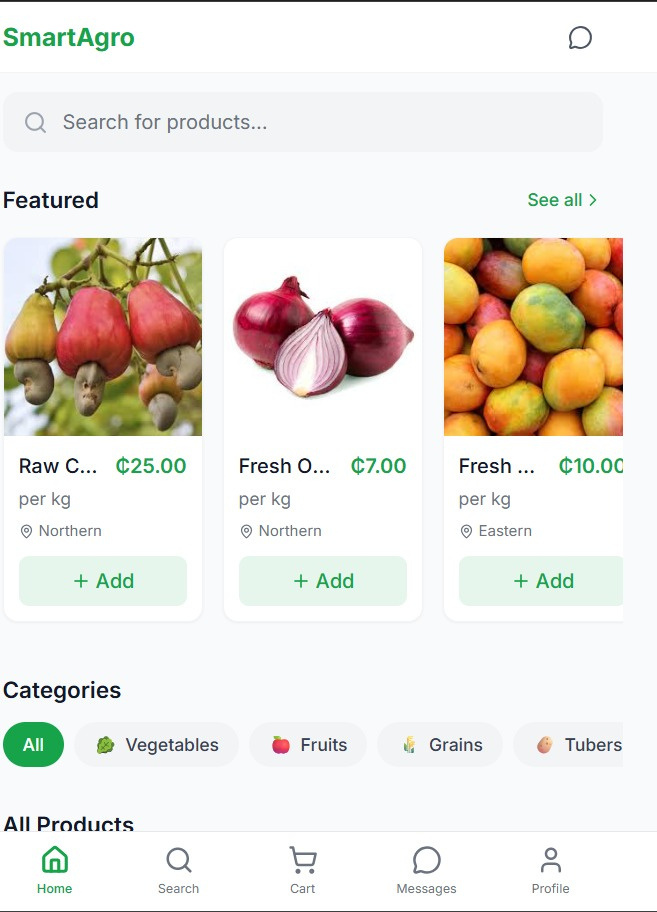 SmartAgro
Search for products...
Featured
See all
Raw C... ₵25.00
per kg
Northern
+ Add
Fresh O... ₵7.00
per kg
Northern
+ Add
Fresh ... ₵10.00
per kg
Eastern
+ Add
Categories
All
Vegetables
Fruits
Grains
Tubers
All Products
Home
Search
Cart
Messages
Profile